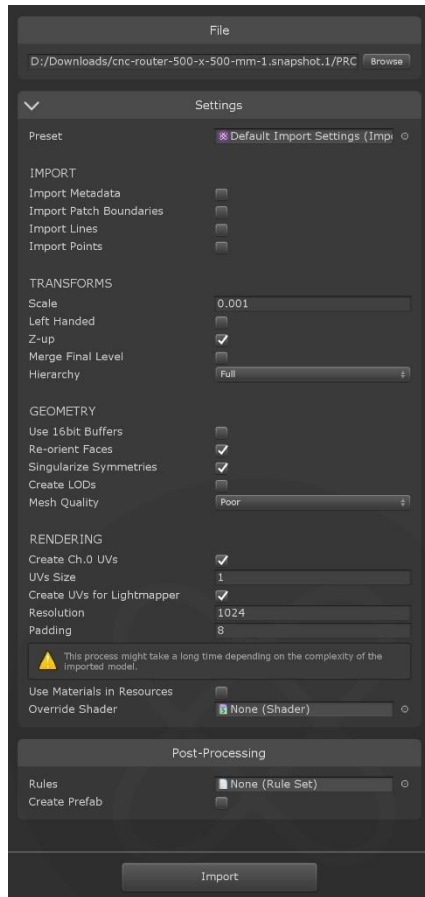 File
D:/Downloads/cnc-router-500-x-500-mm-1.snapshot.1/PRC Browse
Settings
Preset Default Import Settings (Impo
IMPORT
Import Metadata
Import Patch Boundaries
Import Lines
Import Points
TRANSFORMS
Scale 0.001
Left Handed
Z-up
Merge Final Level
Hierarchy Full
GEOMETRY
Use 16bit Buffers
Re-orient Faces
Singularize Symmetries
Create LODs
Mesh Quality Poor
RENDERING
Create Ch.0 UVs
UVs Size 1
Create UVs for Lightmapper
Resolution 1024
Padding 8
This process might take a long time depending on the complexity of the
imported model.
Use Materials in Resources
Override Shader None (Shader)
Post-Processing
Rules None (Rule Set)
Create Prefab
Import